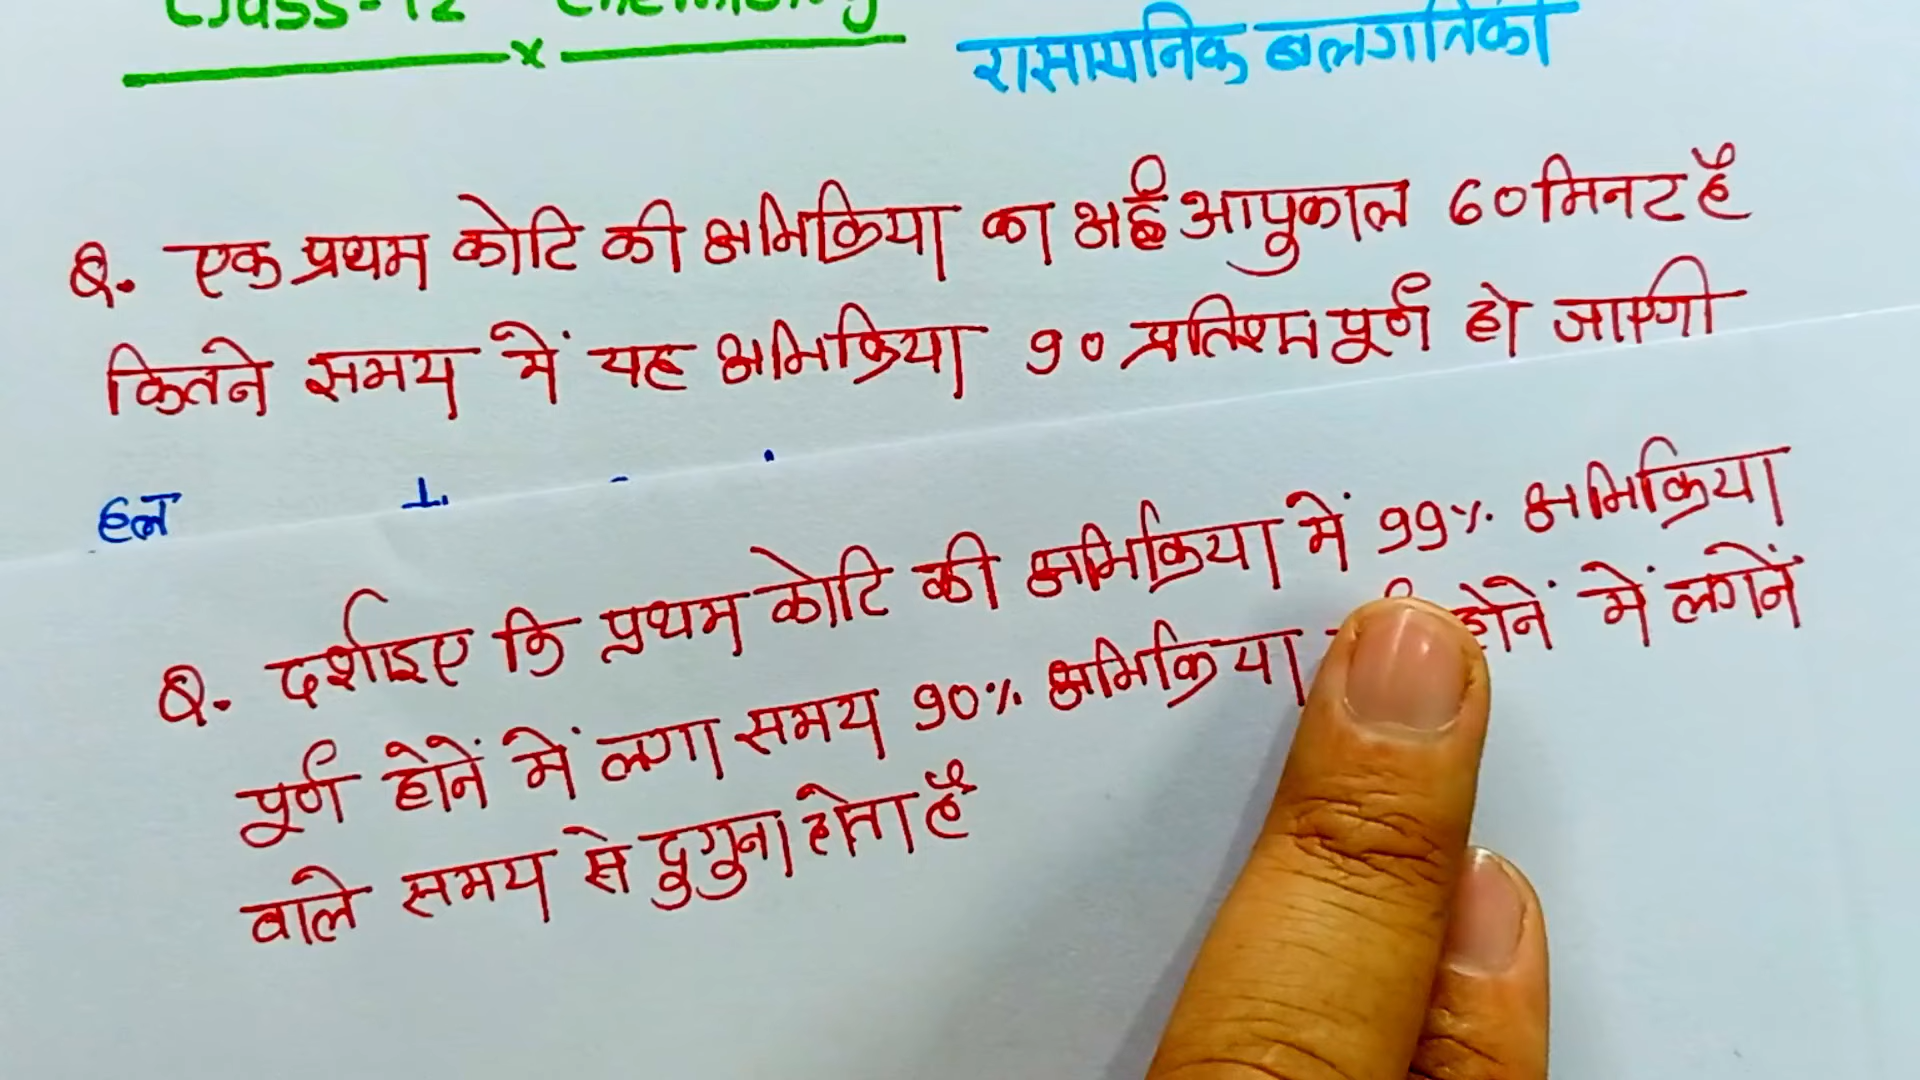 Class-12 Chemistry
रासायनिक बलगतिकी
Q. एक प्रथम कोटि की अभिक्रिया का अर्द्ध आयुकाल 60 मिनट है
कितने समय में यह अभिक्रिया 90 प्रतिशत पूर्ण हो जाएगी
हल
Q. दर्शाइए कि प्रथम कोटि की अभिक्रिया में 99% अभिक्रिया
पूर्ण होनें में लगा समय 90% अभिक्रिया होनें में लगनें
वाले समय से दुगुना होता है